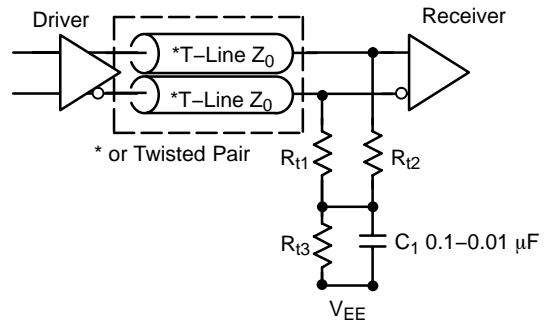 Driver
Receiver
*T–Line Z0
*T–Line Z0
* or Twisted Pair
Rt1
Rt2
Rt3
C1 0.1–0.01 μF
VEE